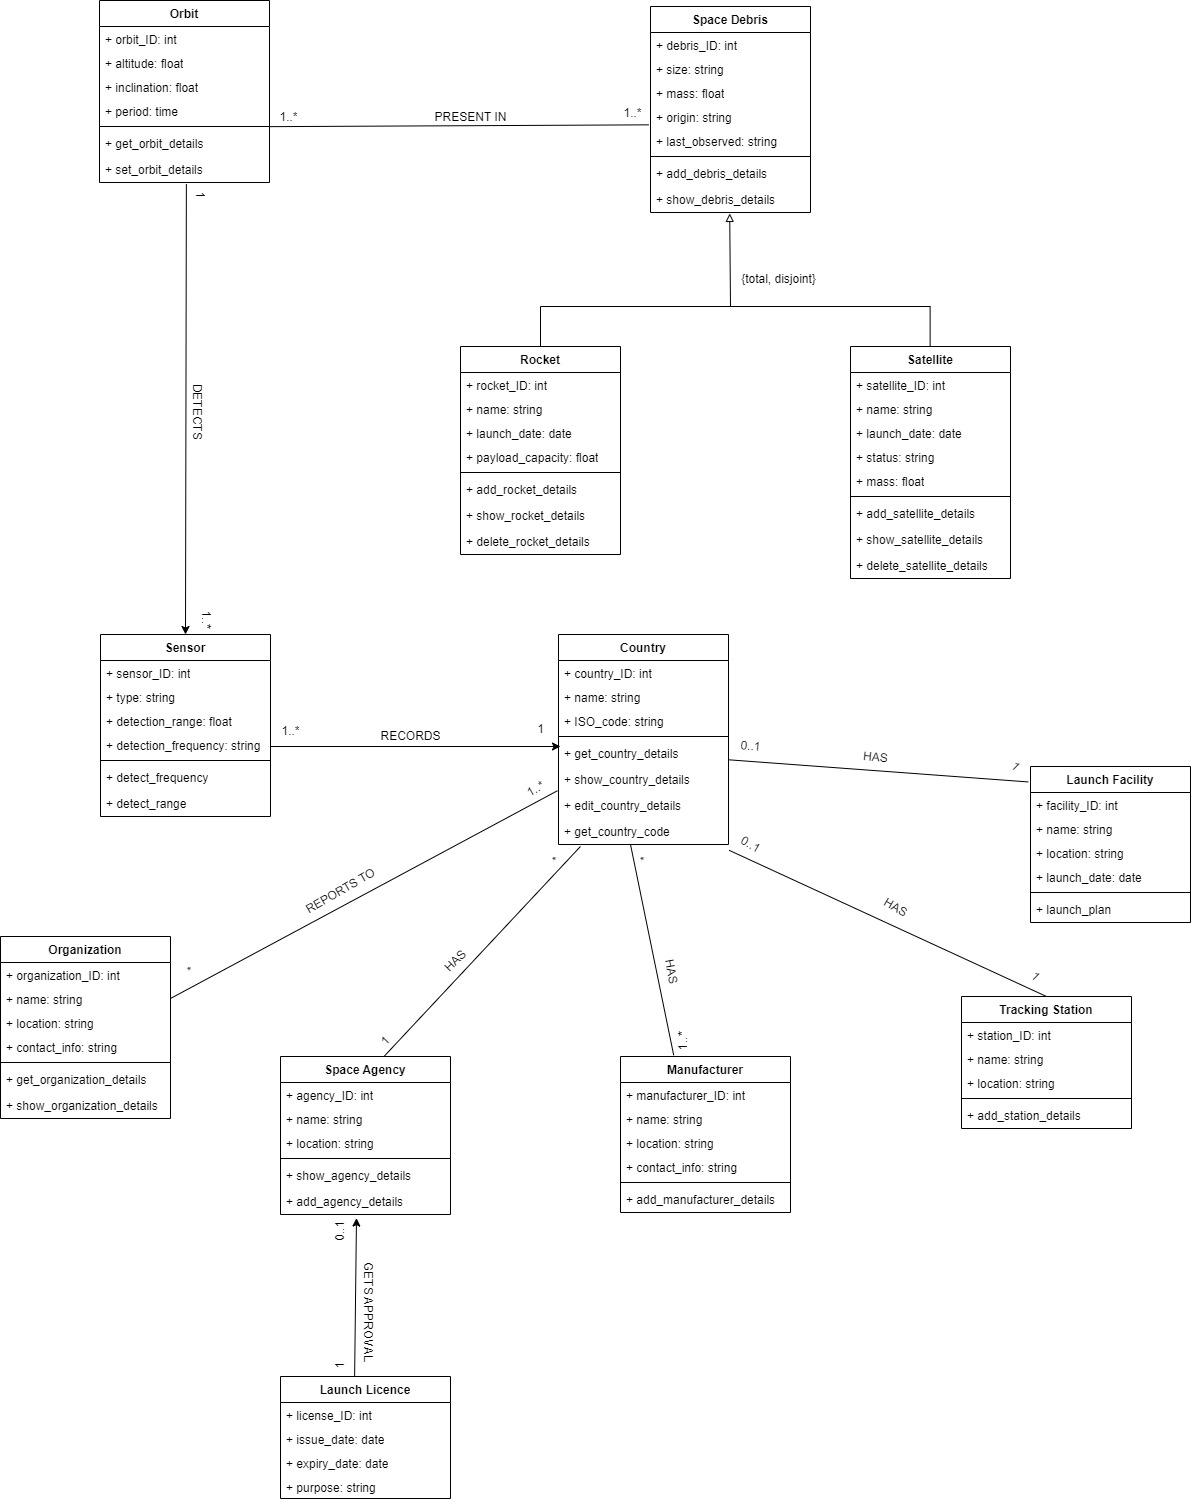 Orbit
+ orbit_ID: int
+ altitude: float
+ inclination: float
+ period: time
+ get_orbit_details
+ set_orbit_details
1..*
PRESENT IN
1..*
Space Debris
+ debris_ID: int
+ size: string
+ mass: float
+ origin: string
+ last_observed: string
+ add_debris_details
+ show_debris_details
{total, disjoint}
Rocket
+ rocket_ID: int
+ name: string
+ launch_date: date
+ payload_capacity: float
+ add_rocket_details
+ show_rocket_details
+ delete_rocket_details
Satellite
+ satellite_ID: int
+ name: string
+ launch_date: date
+ status: string
+ mass: float
+ add_satellite_details
+ show_satellite_details
+ delete_satellite_details
1
DETECTS
1..*
Sensor
+ sensor_ID: int
+ type: string
+ detection_range: float
+ detection_frequency: string
+ detect_frequency
+ detect_range
1..*
RECORDS
1
Country
+ country_ID: int
+ name: string
+ ISO_code: string
+ get_country_details
+ show_country_details
+ edit_country_details
+ get_country_code
0..1
HAS
1
Launch Facility
+ facility_ID: int
+ name: string
+ location: string
+ launch_date: date
+ launch_plan
1..*
REPORTS TO
*
Organization
+ organization_ID: int
+ name: string
+ location: string
+ contact_info: string
+ get_organization_details
+ show_organization_details
*
HAS
1
Space Agency
+ agency_ID: int
+ name: string
+ location: string
+ show_agency_details
+ add_agency_details
*
HAS
1..*
Manufacturer
+ manufacturer_ID: int
+ name: string
+ location: string
+ contact_info: string
+ add_manufacturer_details
0..1
HAS
1
Tracking Station
+ station_ID: int
+ name: string
+ location: string
+ add_station_details
0..1
GETS APPROVAL
1
Launch Licence
+ license_ID: int
+ issue_date: date
+ expiry_date: date
+ purpose: string